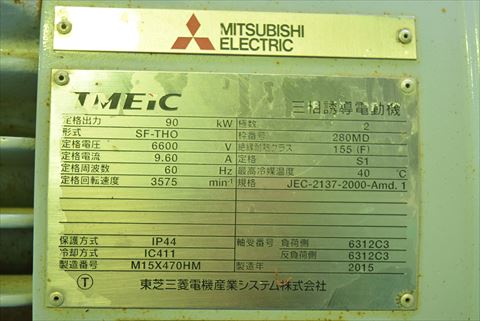 MITSUBISHI
ELECTRIC
TMEiC 三相誘導電動機
定格出力 90 kW 極数 2
形式 SF-THO 枠番号 280MD
定格電圧 6600 V 絶縁耐熱クラス 155 (F)
定格電流 9.60 A 定格 S1
定格周波数 60 Hz 最高冷媒温度 40 ℃
定格回転速度 3575 min⁻¹ 規格 JEC-2137-2000-Amd.1
保護方式 IP44 軸受番号 負荷側 6312C3
冷却方式 IC411 反負荷側 6312C3
製造番号 M15X470HM 製造年 2015
Ⓣ 東芝三菱電機産業システム株式会社